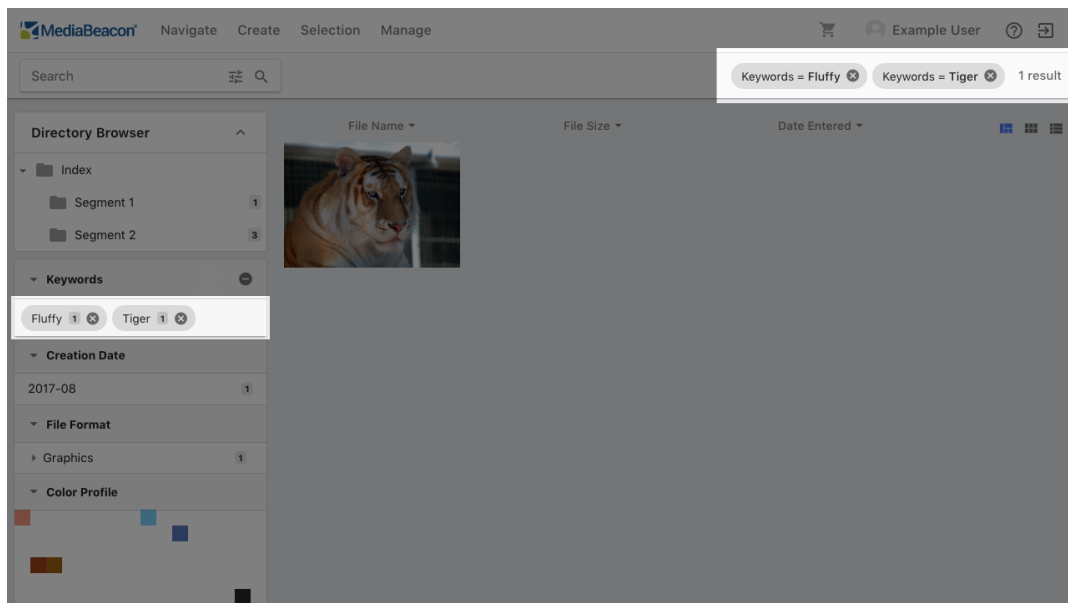 MediaBeacon® Navigate Create Selection Manage Example User
Search
Keywords = Fluffy Keywords = Tiger 1 result
Directory Browser
Index
Segment 1 1
Segment 2 3
File Name File Size Date Entered
Keywords
Fluffy 1 Tiger 1
Creation Date
2017-08 1
File Format
Graphics 1
Color Profile